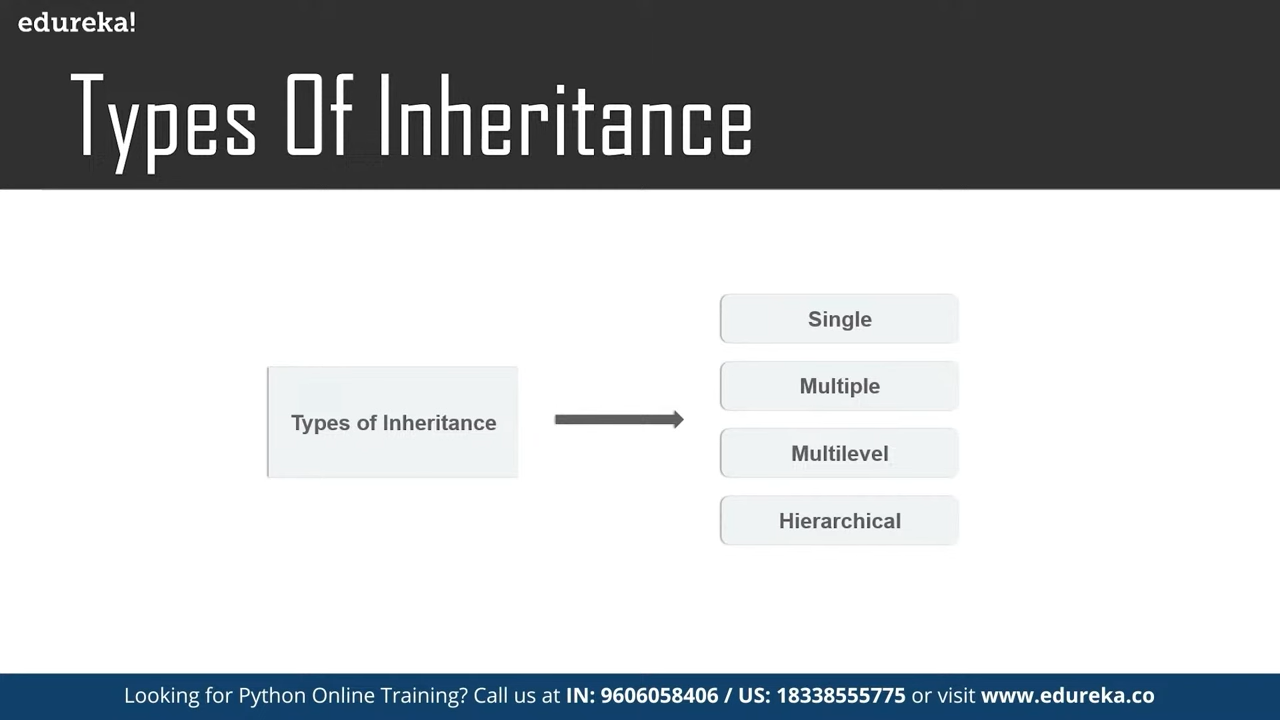 edureka!
Types Of Inheritance
Types of Inheritance
Single
Multiple
Multilevel
Hierarchical
Looking for Python Online Training? Call us at IN: 9606058406 / US: 18338555775 or visit www.edureka.co